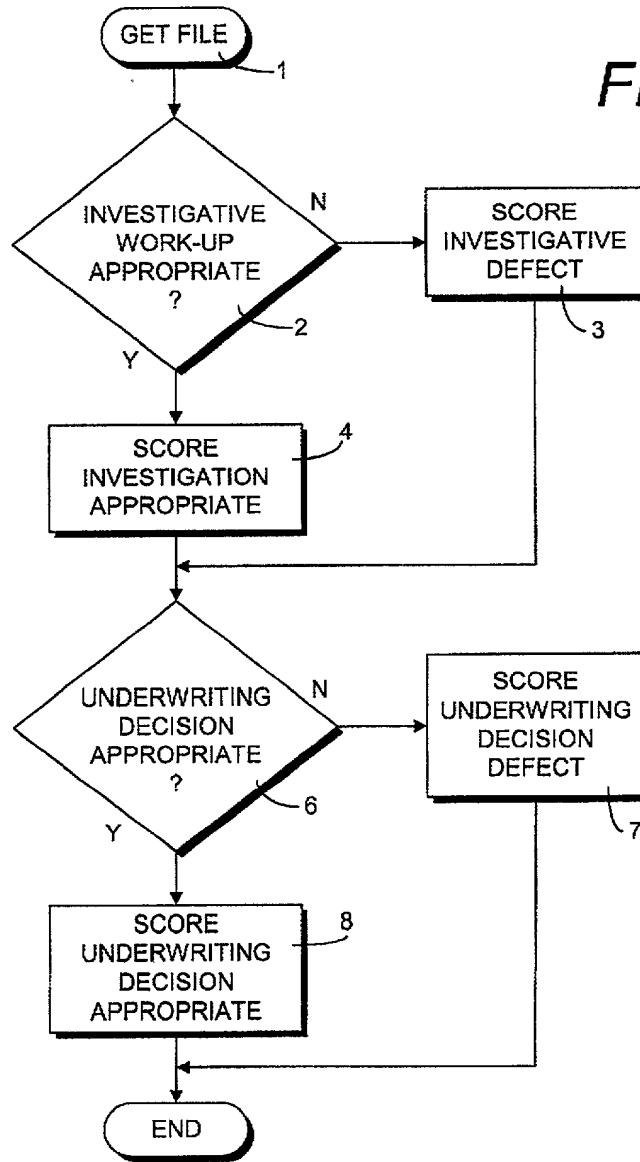 GET FILE
1
INVESTIGATIVE
WORK-UP
APPROPRIATE
?
N
2
Y
SCORE
INVESTIGATIVE
DEFECT
3
4
SCORE
INVESTIGATION
APPROPRIATE
UNDERWRITING
DECISION
APPROPRIATE
?
N
6
Y
SCORE
UNDERWRITING
DECISION
DEFECT
7
8
SCORE
UNDERWRITING
DECISION
APPROPRIATE
END